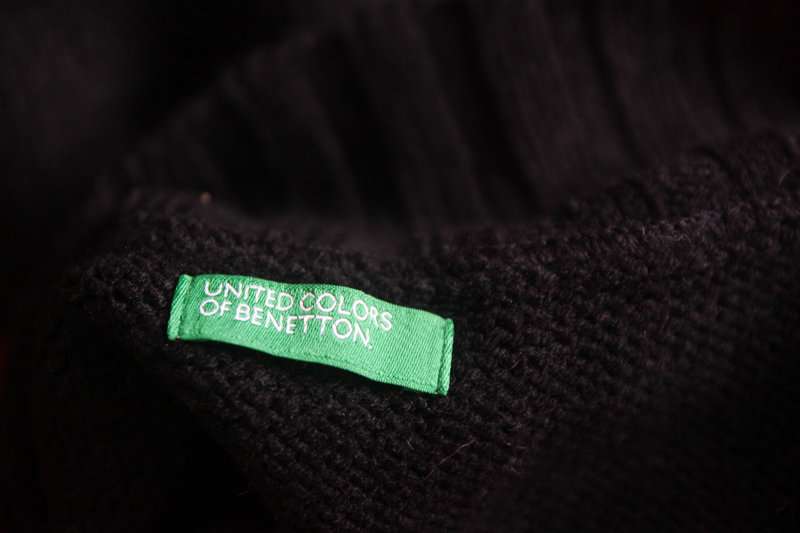 UNITED COLORS
OF BENETTON.